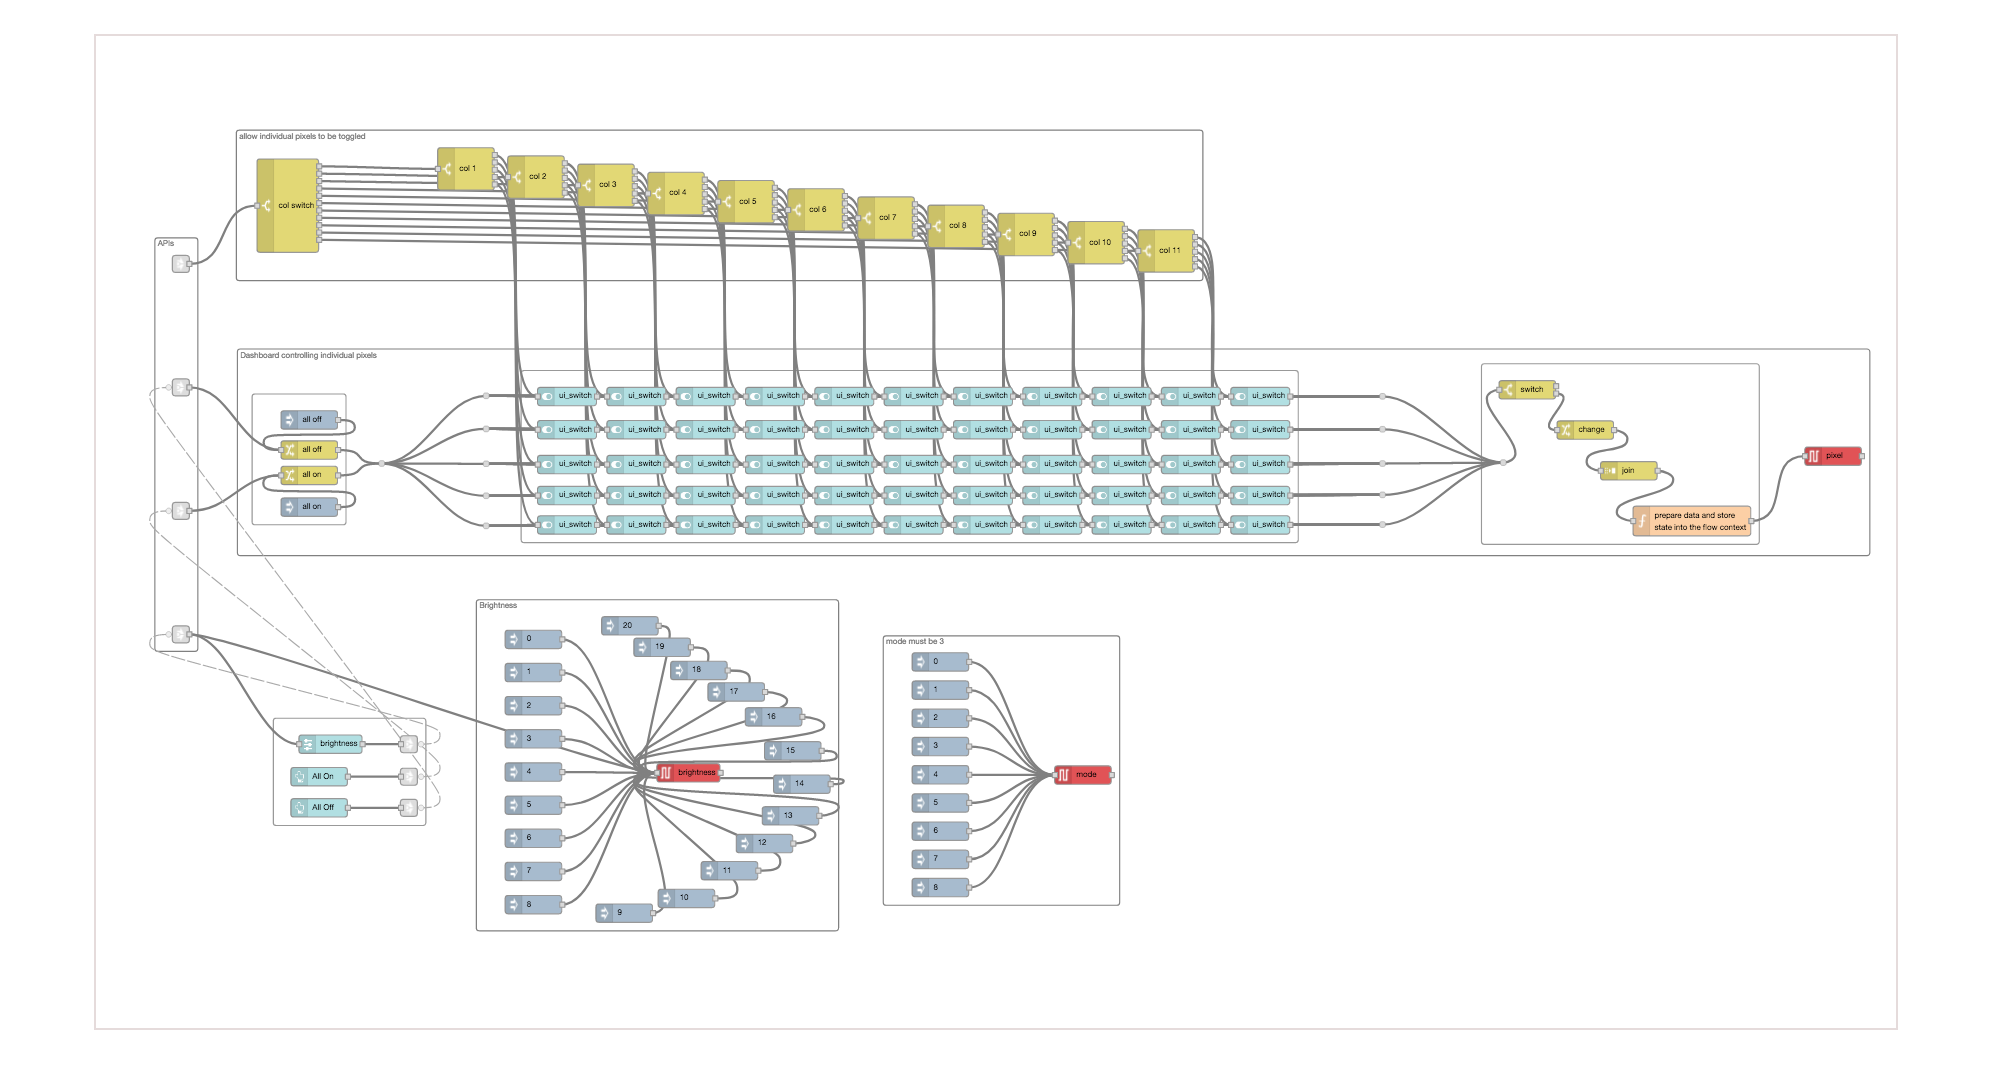 allow individual pixels to be toggled
col switch
col 1
col 2
col 3
col 4
col 5
col 6
col 7
col 8
col 9
col 10
col 11
APIs
Dashboard controlling individual pixels
all off
all off
all on
all on
ui_switch ui_switch ui_switch ui_switch ui_switch ui_switch ui_switch ui_switch ui_switch ui_switch ui_switch
ui_switch ui_switch ui_switch ui_switch ui_switch ui_switch ui_switch ui_switch ui_switch ui_switch ui_switch
ui_switch ui_switch ui_switch ui_switch ui_switch ui_switch ui_switch ui_switch ui_switch ui_switch ui_switch
ui_switch ui_switch ui_switch ui_switch ui_switch ui_switch ui_switch ui_switch ui_switch ui_switch ui_switch
ui_switch ui_switch ui_switch ui_switch ui_switch ui_switch ui_switch ui_switch ui_switch ui_switch ui_switch
switch
change
join
prepare data and store
state into the flow context
pixel
brightness
All On
All Off
Brightness
0
1
2
3
4
5
6
7
8
20
19
18
17
16
15
14
13
12
11
10
9
brightness
mode must be 3
0
1
2
3
4
5
6
7
8
mode